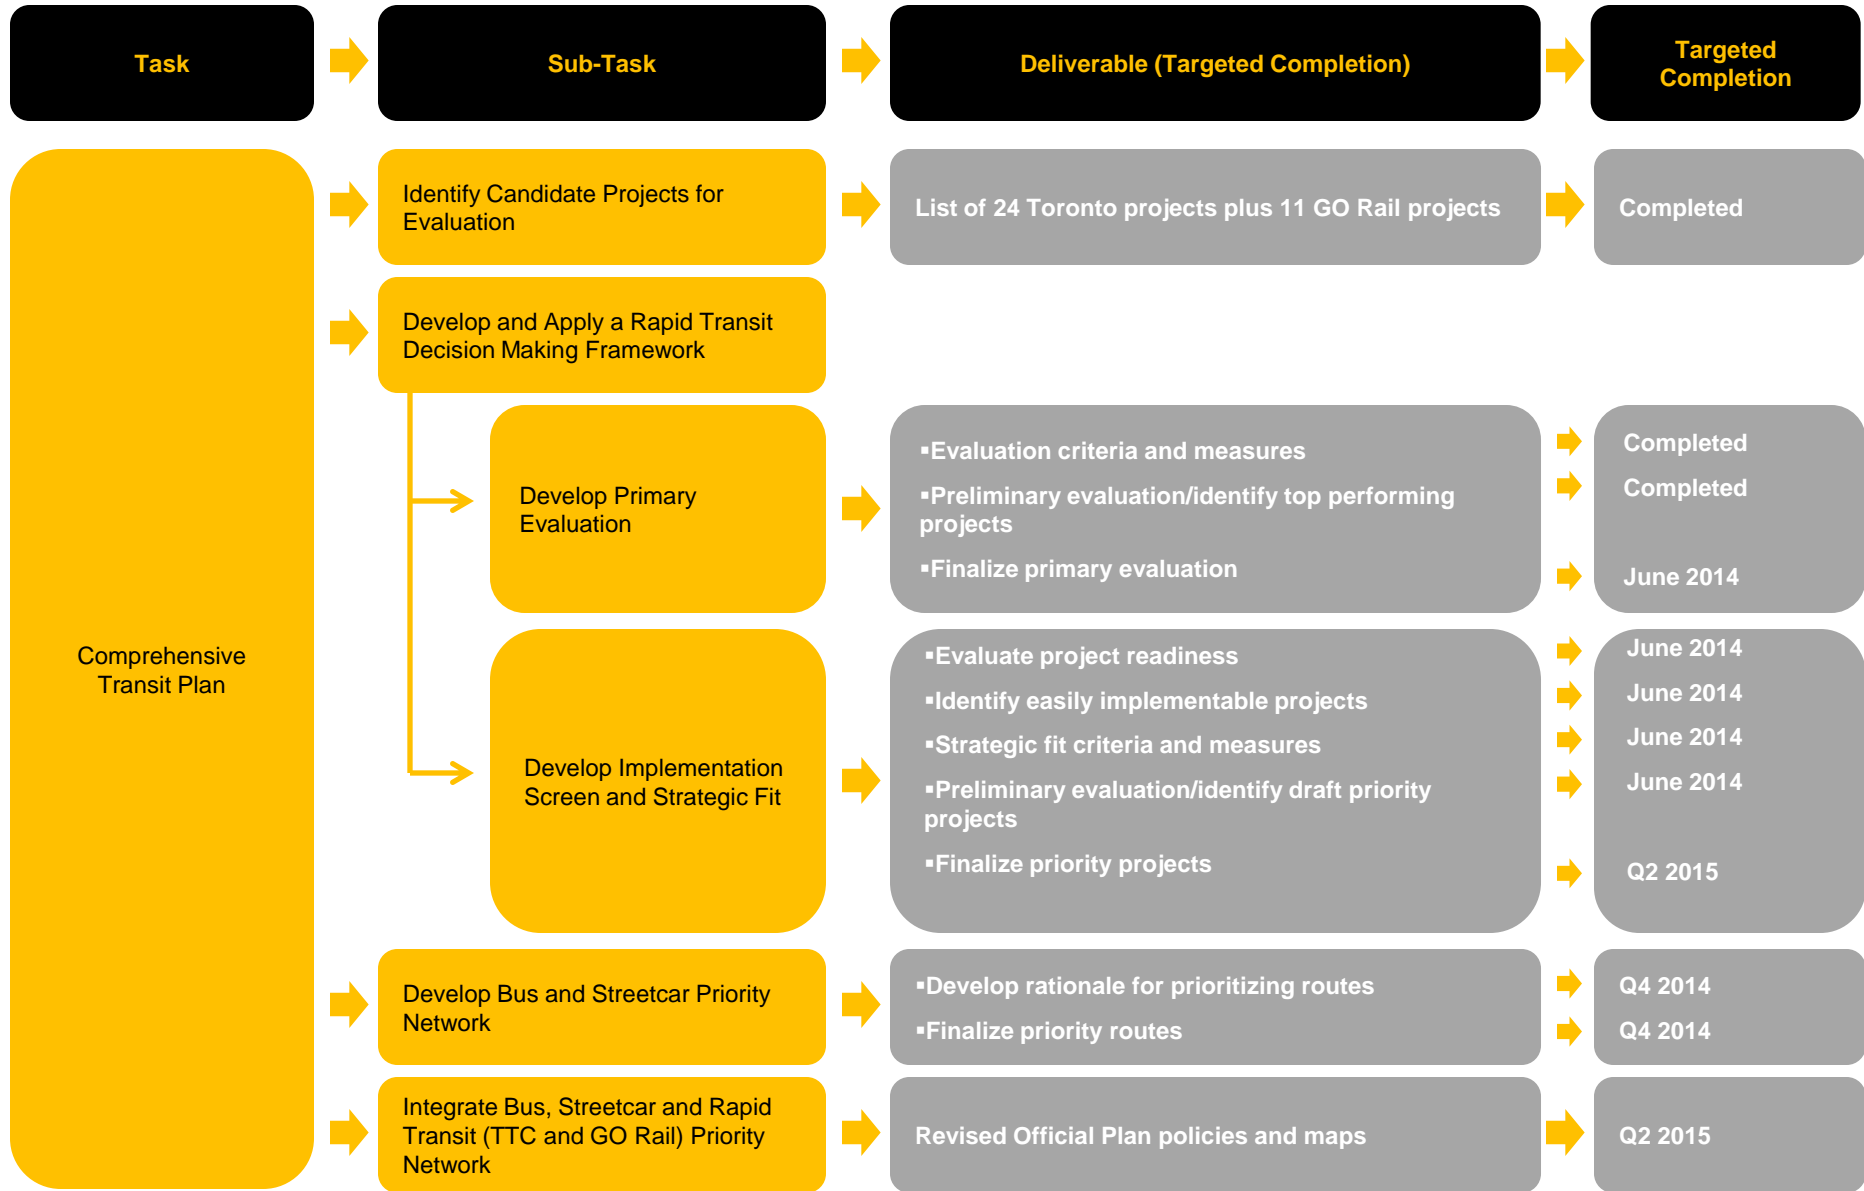 Task
Sub-Task
Deliverable (Targeted Completion)
Targeted
Completion
Comprehensive
Transit Plan
Identify Candidate Projects for
Evaluation
List of 24 Toronto projects plus 11 GO Rail projects
Completed
Develop and Apply a Rapid Transit
Decision Making Framework
Develop Primary
Evaluation
▪Evaluation criteria and measures
▪Preliminary evaluation/identify top performing
projects
▪Finalize primary evaluation
Completed
Completed
June 2014
Develop Implementation
Screen and Strategic Fit
▪Evaluate project readiness
▪Identify easily implementable projects
▪Strategic fit criteria and measures
▪Preliminary evaluation/identify draft priority
projects
▪Finalize priority projects
June 2014
June 2014
June 2014
June 2014
Q2 2015
Develop Bus and Streetcar Priority
Network
▪Develop rationale for prioritizing routes
▪Finalize priority routes
Q4 2014
Q4 2014
Integrate Bus, Streetcar and Rapid
Transit (TTC and GO Rail) Priority
Network
Revised Official Plan policies and maps
Q2 2015